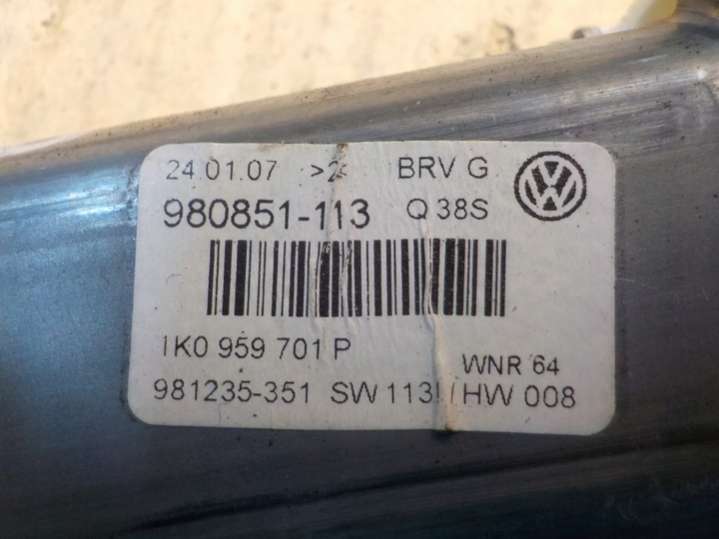 24.01.07 >2< BRV G
980851-113 Q 38S
1K0 959 701 P
WNR 64
981235-351 SW 113 HW 008